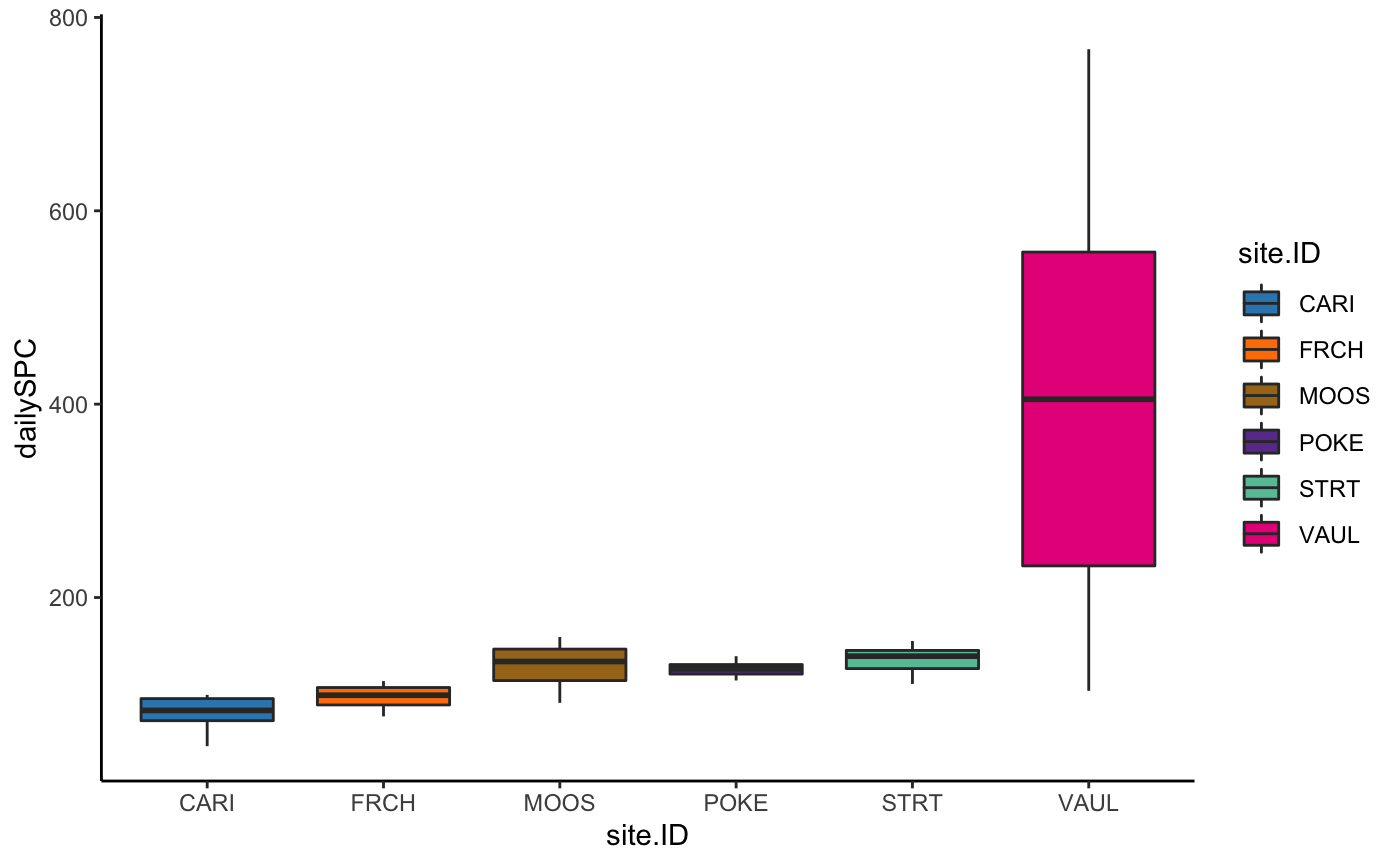 800
600
400
200
dailySPC
CARI FRCH MOOS POKE STRT VAUL
site.ID
site.ID
CARI
FRCH
MOOS
POKE
STRT
VAUL